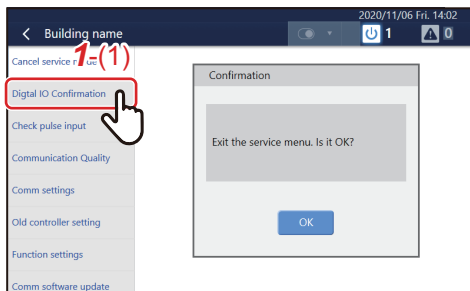 2020/11/06 Fri. 14:02
Building name
1
0
Cancel service
1-(1)
Digtal IO Confirmation
Check pulse input
Communication Quality
Comm settings
Old controller setting
Function settings
Comm software update
Confirmation
Exit the service menu. Is it OK?
OK